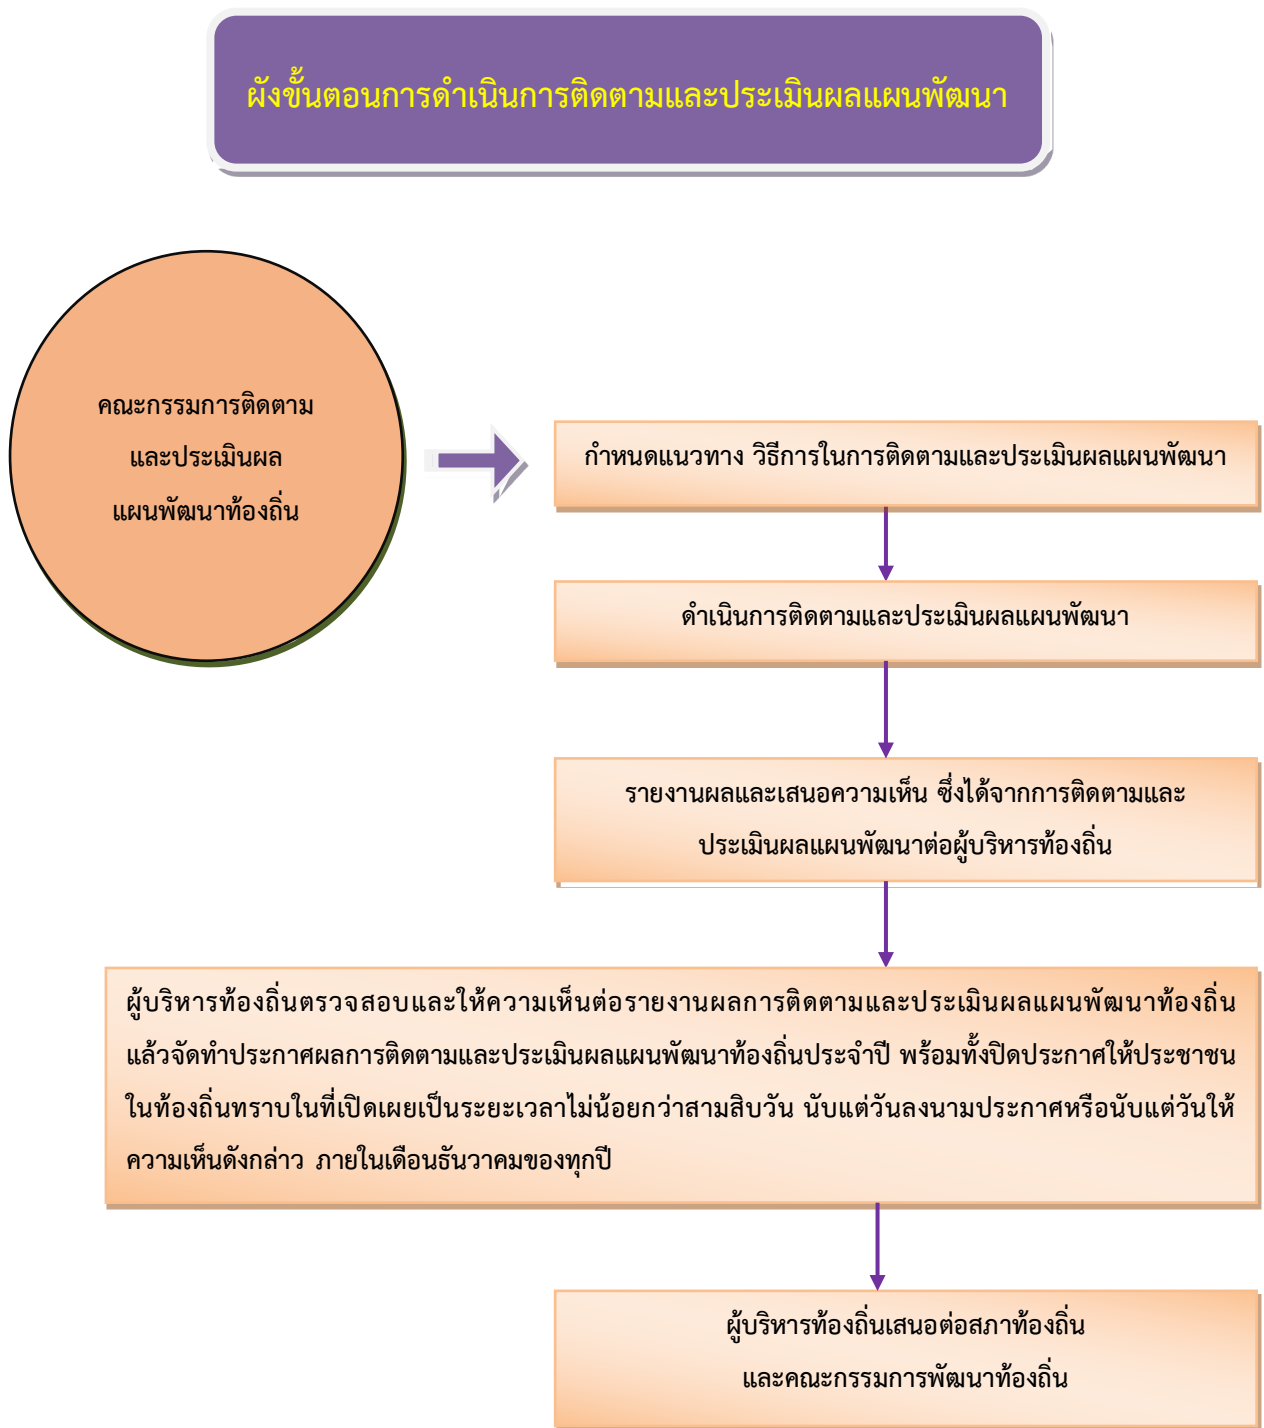 ผังขั้นตอนการดำเนินการติดตามและประเมินผลแผนพัฒนา
คณะกรรมการติดตาม
และประเมินผล
แผนพัฒนาท้องถิ่น
กำหนดแนวทาง วิธีการในการติดตามและประเมินผลแผนพัฒนา
ดำเนินการติดตามและประเมินผลแผนพัฒนา
รายงานผลและเสนอความเห็น ซึ่งได้จากการติดตามและ
ประเมินผลแผนพัฒนาต่อผู้บริหารท้องถิ่น
ผู้บริหารท้องถิ่นตรวจสอบและให้ความเห็นต่อรายงานผลการติดตามและประเมินผลแผนพัฒนาท้องถิ่น
แล้วจัดทำประกาศผลการติดตามและประเมินผลแผนพัฒนาท้องถิ่นประจำปี พร้อมทั้งปิดประกาศให้ประชาชน
ในท้องถิ่นทราบในที่เปิดเผยเป็นระยะเวลาไม่น้อยกว่าสามสิบวัน นับแต่วันลงนามประกาศหรือนับแต่วันให้
ความเห็นดังกล่าว ภายในเดือนธันวาคมของทุกปี
ผู้บริหารท้องถิ่นเสนอต่อสภาท้องถิ่น
และคณะกรรมการพัฒนาท้องถิ่น